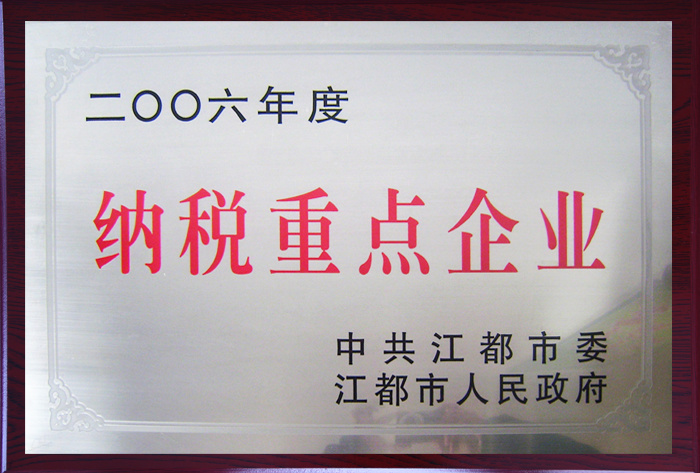 二〇〇六年度
纳税重点企业
中共江都市委
江都市人民政府